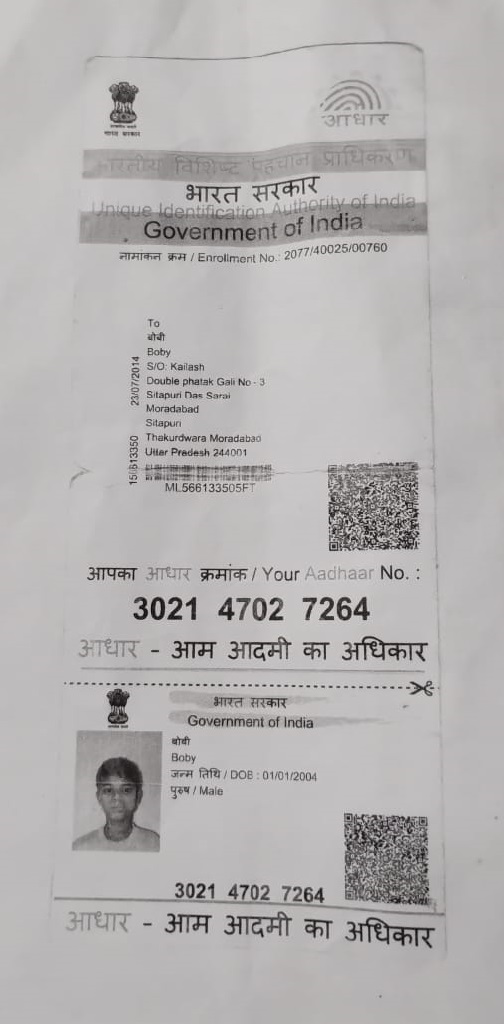 भारत सरकार
आधार
भारतीय विशिष्ट पहचान प्राधिकरण
भारत सरकार
Unique Identification Authority of India
Government of India
नामांकन क्रम / Enrollment No.: 2077/40025/00760
To
बोबी
Boby
S/O: Kailash
Double phatak Gali No - 3
Sitapuri Das Sarai
Moradabad
Sitapuri
Thakurdwara Moradabad
Uttar Pradesh 244001
23/07/2014
ML566133505FT
आपका आधार क्रमांक / Your Aadhaar No. :
3021 4702 7264
आधार - आम आदमी का अधिकार
भारत सरकार
Government of India
बोबी
Boby
जन्म तिथि / DOB : 01/01/2004
पुरुष / Male
3021 4702 7264
आधार - आम आदमी का अधिकार